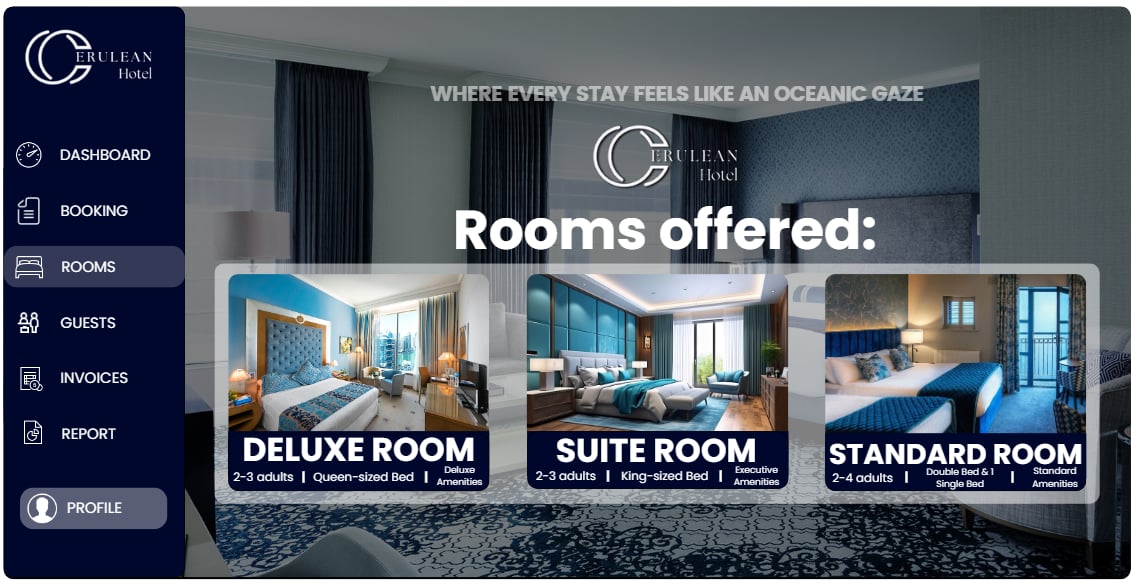 CERULEAN
Hotel
DASHBOARD
BOOKING
ROOMS
GUESTS
INVOICES
REPORT
PROFILE
WHERE EVERY STAY FEELS LIKE AN OCEANIC GAZE
CERULEAN
Hotel
Rooms offered:
DELUXE ROOM
2-3 adults | Queen-sized Bed | Deluxe Amenities
SUITE ROOM
2-3 adults | King-sized Bed | Executive Amenities
STANDARD ROOM
2-4 adults | Double Bed & 1 Single Bed | Standard Amenities